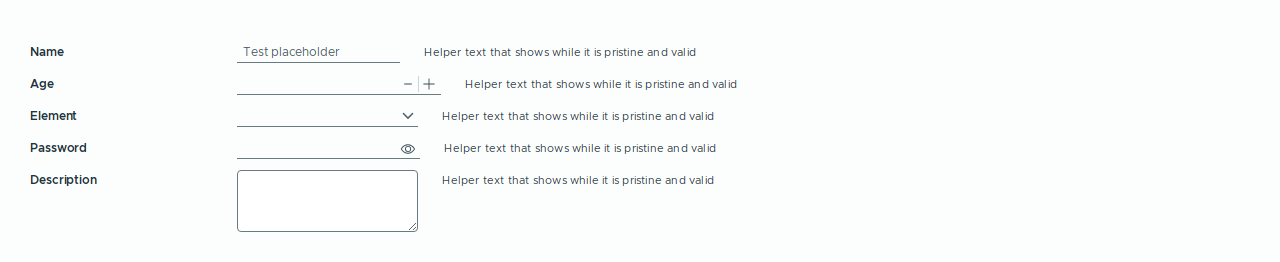 Name Test placeholder Helper text that shows while it is pristine and valid
Age Helper text that shows while it is pristine and valid
Element Helper text that shows while it is pristine and valid
Password Helper text that shows while it is pristine and valid
Description Helper text that shows while it is pristine and valid